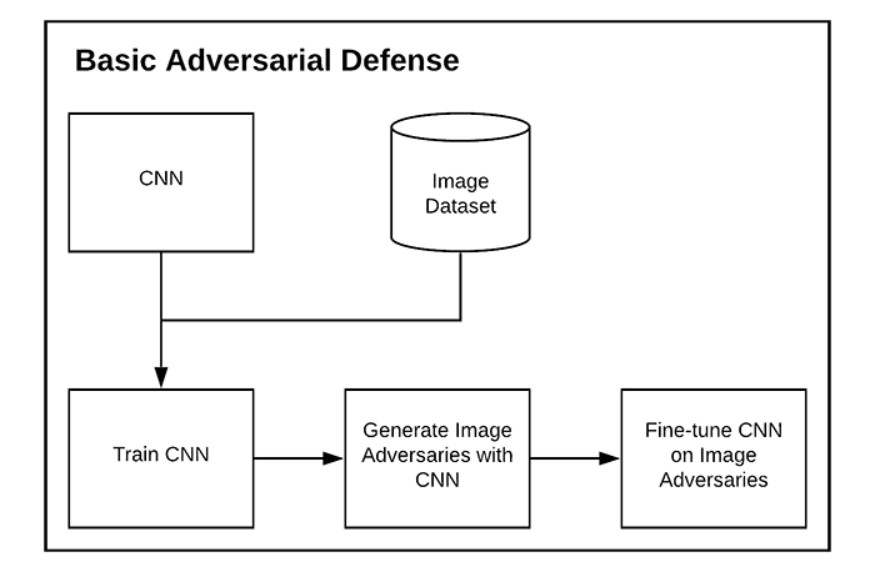 Basic Adversarial Defense
CNN
Image
Dataset
Train CNN
Generate Image
Adversaries with
CNN
Fine-tune CNN
on Image
Adversaries